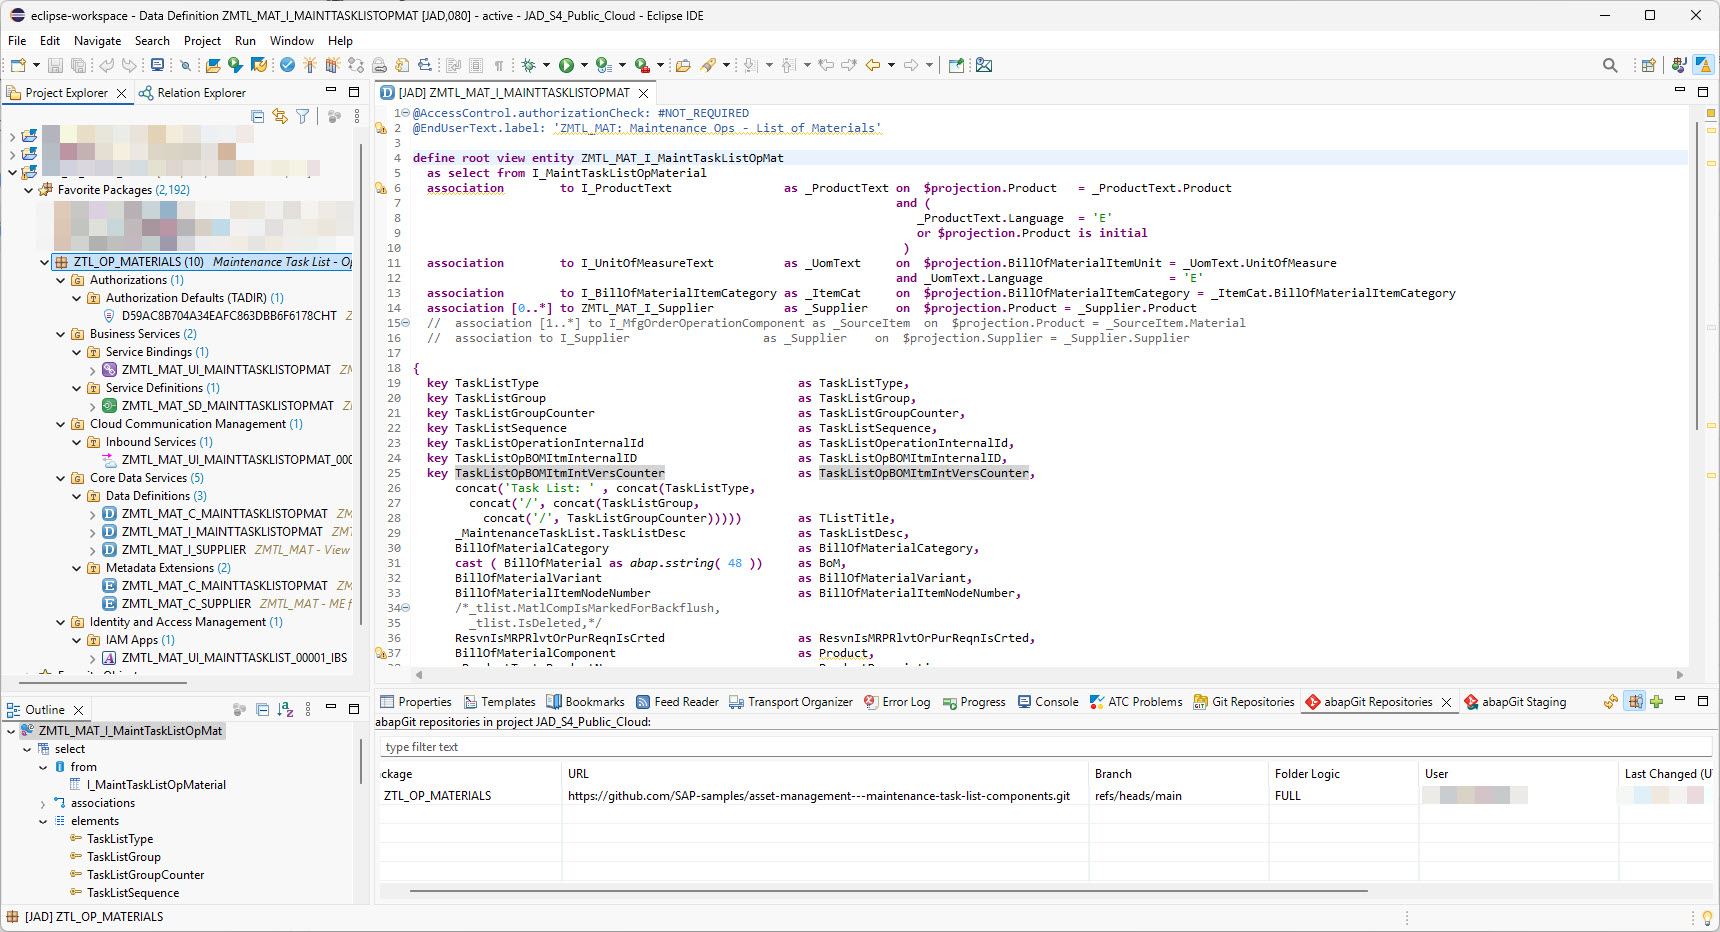 eclipse-workspace - Data Definition ZMTL_MAT_I_MAINTTASKLISTOPMAT [JAD,080] - active - JAD_S4_Public_Cloud - Eclipse IDE
File Edit Navigate Search Project Run Window Help
Project Explorer
Relation Explorer
Favorite Packages (2,192)
ZTL_OP_MATERIALS (10) Maintenance Task List - Op
Authorizations (1)
Authorization Defaults (TADIR) (1)
D59AC8B704A34EAFC863DBB6F6178CHT Z
Business Services (2)
Service Bindings (1)
ZMTL_MAT_UI_MAINTTASKLISTOPMAT ZM
Service Definitions (1)
ZMTL_MAT_SD_MAINTTASKLISTOPMAT Z
Cloud Communication Management (1)
Inbound Services (1)
ZMTL_MAT_UI_MAINTTASKLISTOPMAT_000
Core Data Services (5)
Data Definitions (3)
ZMTL_MAT_C_MAINTTASKLISTOPMAT ZM
ZMTL_MAT_I_MAINTTASKLISTOPMAT ZMT
ZMTL_MAT_I_SUPPLIER ZMTL_MAT - View
Metadata Extensions (2)
ZMTL_MAT_C_MAINTTASKLISTOPMAT ZM
ZMTL_MAT_C_SUPPLIER ZMTL_MAT - ME f
Identity and Access Management (1)
IAM Apps (1)
ZMTL_MAT_UI_MAINTTASKLIST_00001_IBS
Outline
ZMTL_MAT_I_MaintTaskListOpMat
select
from
I_MaintTaskListOpMaterial
associations
elements
TaskListType
TaskListGroup
TaskListGroupCounter
TaskListSequence
[JAD] ZMTL_MAT_I_MAINTTASKLISTOPMAT
1 @AccessControl.authorizationCheck: #NOT_REQUIRED
2 @EndUserText.label: 'ZMTL_MAT: Maintenance Ops - List of Materials'
3
4 define root view entity ZMTL_MAT_I_MaintTaskListOpMat
5 as select from I_MaintTaskListOpMaterial
6 association to I_ProductText as _ProductText on $projection.Product = _ProductText.Product
7 and (
8 _ProductText.Language = 'E'
9 or $projection.Product is initial
10 )
11 association to I_UnitOfMeasureText as _UomText on $projection.BillOfMaterialItemUnit = _UomText.UnitOfMeasure
12 and _UomText.Language = 'E'
13 association to I_BillOfMaterialItemCategory as _ItemCat on $projection.BillOfMaterialItemCategory = _ItemCat.BillOfMaterialItemCategory
14 association [0..*] to ZMTL_MAT_I_Supplier as _Supplier on $projection.Product = _Supplier.Product
15 // association [1..*] to I_MfgOrderOperationComponent as _SourceItem on $projection.Product = _SourceItem.Material
16 // association to I_Supplier as _Supplier on $projection.Supplier = _Supplier.Supplier
17
18 {
19 key TaskListType as TaskListType,
20 key TaskListGroup as TaskListGroup,
21 key TaskListGroupCounter as TaskListGroupCounter,
22 key TaskListSequence as TaskListSequence,
23 key TaskListOperationInternalId as TaskListOperationInternalId,
24 key TaskListOpBOMItmInternalID as TaskListOpBOMItmInternalID,
25 key TaskListOpBOMItmIntVersCounter as TaskListOpBOMItmIntVersCounter,
26 concat('Task List: ' , concat(TaskListType,
27 concat('/', concat(TaskListGroup,
28 concat('/', TaskListGroupCounter))))) as TListTitle,
29 _MaintenanceTaskList.TaskListDesc as TaskListDesc,
30 BillOfMaterialCategory as BillOfMaterialCategory,
31 cast ( BillOfMaterial as abap.sstring( 48 )) as BoM,
32 BillOfMaterialVariant as BillOfMaterialVariant,
33 BillOfMaterialItemNodeNumber as BillOfMaterialItemNodeNumber,
34 /*_tlist.MatlCompIsMarkedForBackflush,
35 _tlist.IsDeleted,*/
36 ResvnIsMRPRlvtOrPurReqnIsCrted as ResvnIsMRPRlvtOrPurReqnIsCrted,
37 BillOfMaterialComponent as Product,
Properties Templates Bookmarks Feed Reader Transport Organizer Error Log Progress Console ATC Problems Git Repositories abapGit Repositories abapGit Staging
abapGit repositories in project JAD_S4_Public_Cloud:
type filter text
ckage URL Branch Folder Logic User Last Changed (U
ZTL_OP_MATERIALS https://github.com/SAP-samples/asset-management---maintenance-task-list-components.git refs/heads/main FULL
[JAD] ZTL_OP_MATERIALS